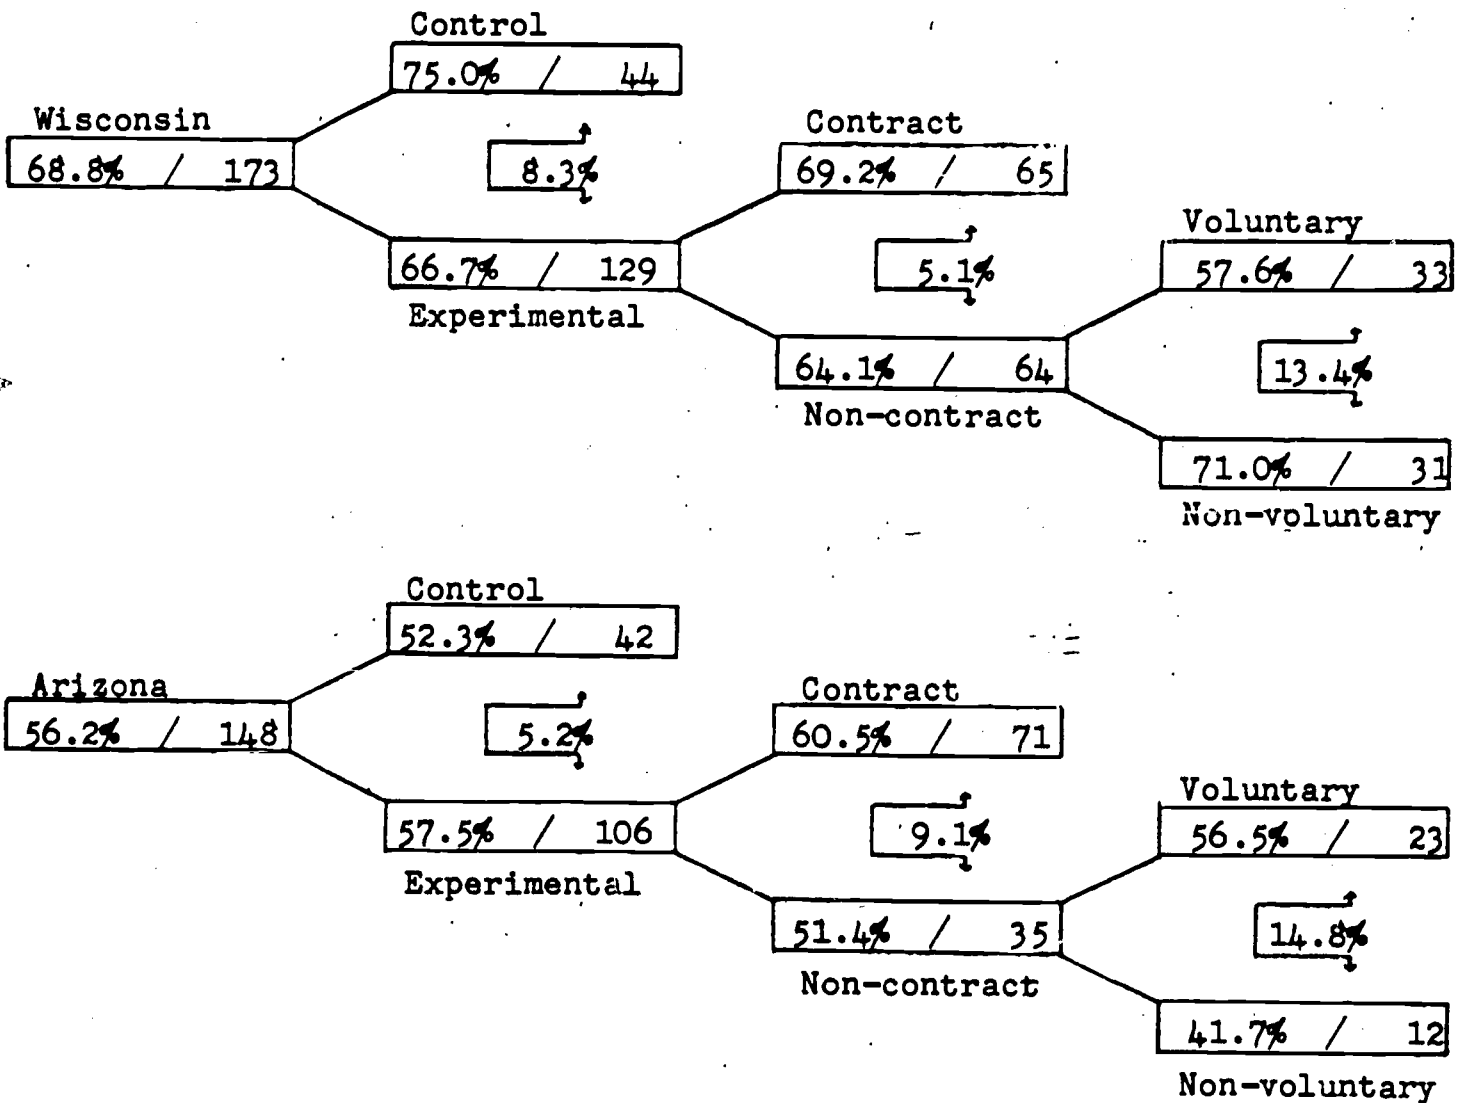 Control
75.0% / 44
Wisconsin
68.8% / 173
8.3%
Contract
69.2% / 65
66.7% / 129
Experimental
5.1%
Voluntary
57.6% / 33
64.1% / 64
Non-contract
13.4%
71.0% / 31
Non-voluntary
Control
52.3% / 42
Arizona
56.2% / 148
5.2%
Contract
60.5% / 71
57.5% / 106
Experimental
9.1%
Voluntary
56.5% / 23
51.4% / 35
Non-contract
14.8%
41.7% / 12
Non-voluntary